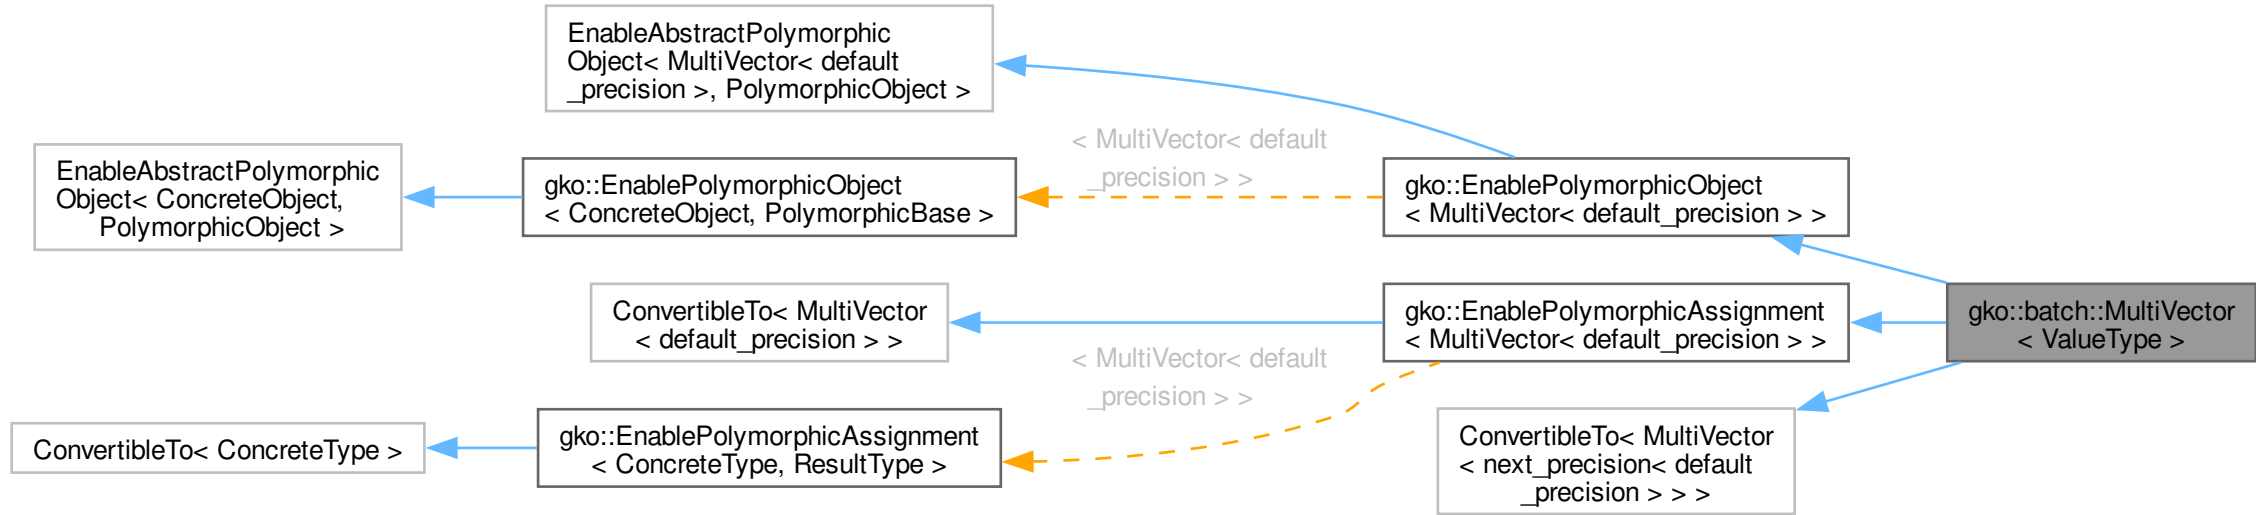 EnableAbstractPolymorphic
Object< MultiVector< default
_precision >, PolymorphicObject >
< MultiVector< default
_precision > >
EnableAbstractPolymorphic
Object< ConcreteObject,
PolymorphicObject >
gko::EnablePolymorphicObject
< ConcreteObject, PolymorphicBase >
gko::EnablePolymorphicObject
< MultiVector< default_precision > >
ConvertibleTo< MultiVector
< default_precision > >
gko::EnablePolymorphicAssignment
< MultiVector< default_precision > >
gko::batch::MultiVector
< ValueType >
< MultiVector< default
_precision > >
ConvertibleTo< ConcreteType >
gko::EnablePolymorphicAssignment
< ConcreteType, ResultType >
ConvertibleTo< MultiVector
< next_precision< default
_precision > > >